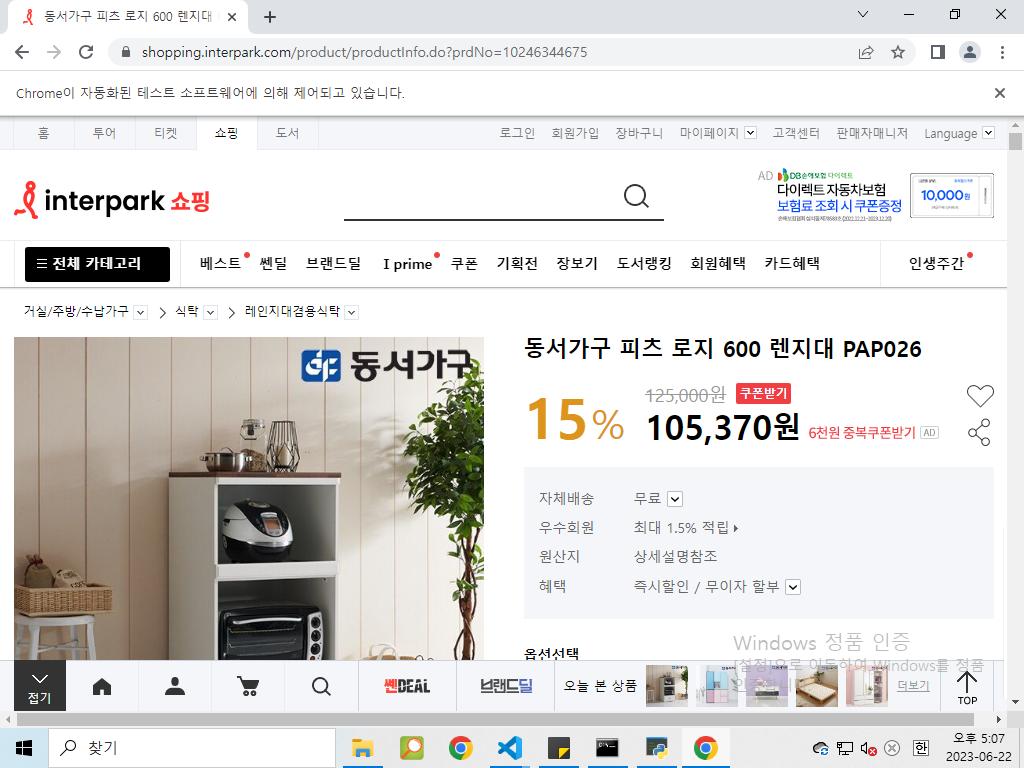 동서가구 피츠 로지 600 렌지대
shopping.interpark.com/product/productInfo.do?prdNo=10246344675
Chrome이 자동화된 테스트 소프트웨어에 의해 제어되고 있습니다.
홈 투어 티켓 쇼핑 도서 로그인 회원가입 장바구니 마이페이지 고객센터 판매자매니저 Language
AD DB손해보험 다이렉트
다이렉트 자동차보험
보험료 조회 시 쿠폰증정
10,000원
interpark 쇼핑
전체 카테고리 베스트 쎈딜 브랜드딜 I prime 쿠폰 기획전 장보기 도서랭킹 회원혜택 카드혜택 인생주간
거실/주방/수납가구 식탁 레인지대겸용식탁
동서가구
동서가구 피츠 로지 600 렌지대 PAP026
125,000원 쿠폰받기
15% 105,370원 6천원 중복쿠폰받기 AD
자체배송 무료
우수회원 최대 1.5% 적립
원산지 상세설명참조
혜택 즉시할인 / 무이자 할부
옵션선택
Windows 정품 인증
[설정]으로 이동하여 Windows를 정품
접기
쎈DEAL 브랜드딜 오늘 본 상품 더보기 TOP
찾기
한
오후 5:07
2023-06-22